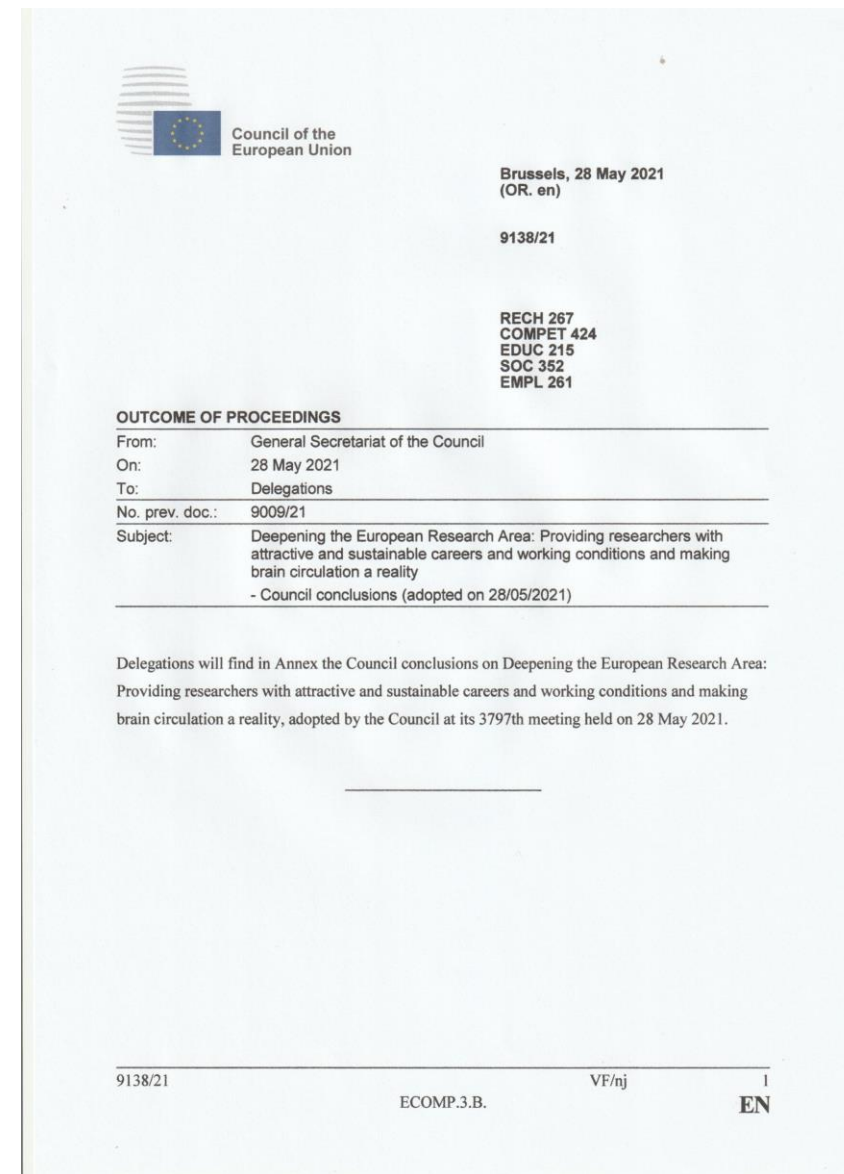 Council of the
European Union
Brussels, 28 May 2021
(OR. en)
9138/21
RECH 267
COMPET 424
EDUC 215
SOC 352
EMPL 261
OUTCOME OF PROCEEDINGS
From: General Secretariat of the Council
On: 28 May 2021
To: Delegations
No. prev. doc.: 9009/21
Subject: Deepening the European Research Area: Providing researchers with
attractive and sustainable careers and working conditions and making
brain circulation a reality
- Council conclusions (adopted on 28/05/2021)
Delegations will find in Annex the Council conclusions on Deepening the European Research Area:
Providing researchers with attractive and sustainable careers and working conditions and making
brain circulation a reality, adopted by the Council at its 3797th meeting held on 28 May 2021.
9138/21 VF/nj 1
ECOMP.3.B. EN